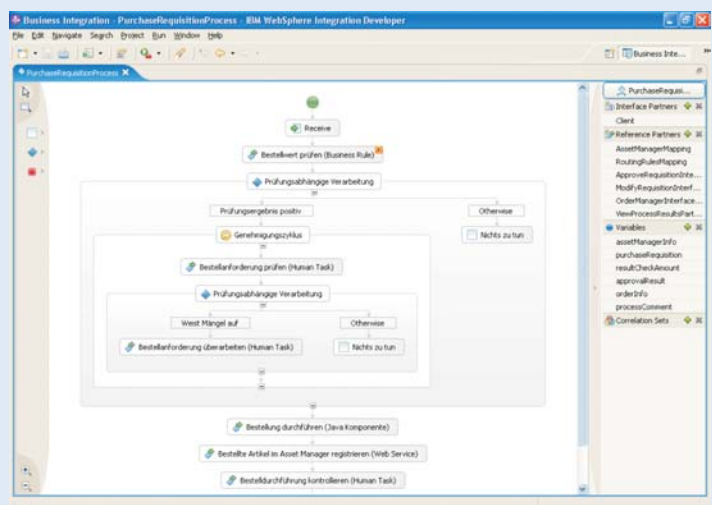 Business Integration - PurchaseRequisitionProcess - IBM WebSphere Integration Developer
File Edit Navigate Search Project Run Window Help
Business Inte...
PurchaseRequisitionProcess
PurchaseRequisi...
Receive
Interface Partners
Client
Bestellwert prüfen (Business Rule)
Reference Partners
Prüfungsabhängige Verarbeitung
AssetManagerMapping
RoutingRulesMapping
ApproveRequisitionInte...
Prüfungsergebnis positiv
Otherwise
ModifyRequisitionInterf...
OrderManagerInterface...
ViewProcessResultsPart...
Genehmigungszyklus
Nichts zu tun
Variables
assetManagerInfo
purchaseRequisition
Bestellanforderung prüfen (Human Task)
resultCheckAmount
approvalResult
Prüfungsabhängige Verarbeitung
orderInfo
processComment
Weist Mängel auf
Otherwise
Correlation Sets
Bestellanforderung überarbeiten (Human Task)
Nichts zu tun
Bestellung durchführen (Java Komponente)
Bestellte Artikel im Asset Manager registrieren (Web Service)
Bestelldurchführung kontrollieren (Human Task)